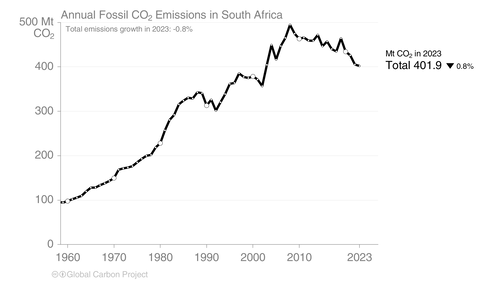 Annual Fossil CO₂ Emissions in South Africa
500 Mt
CO₂
Total emissions growth in 2023: -0.8%
400
300
200
100
0
Mt CO₂ in 2023
Total 401.9 ▼ 0.8%
1960 1970 1980 1990 2000 2010 2023
Global Carbon Project